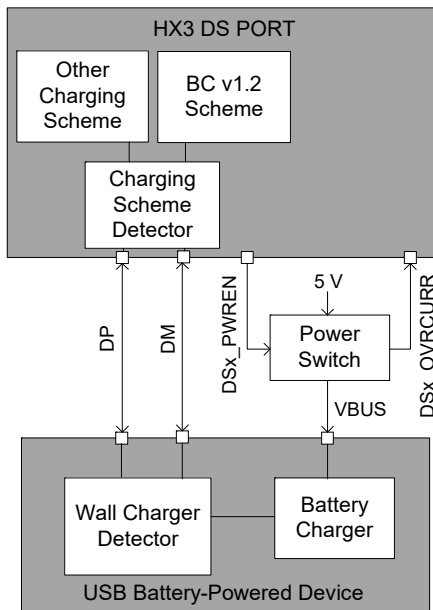 HX3 DS PORT
Other
Charging
Scheme
BC v1.2
Scheme
Charging
Scheme
Detector
DP
DM
DSx_PWREN
5 V
Power
Switch
DSx_OVRCURR
VBUS
Wall Charger
Detector
Battery
Charger
USB Battery-Powered Device